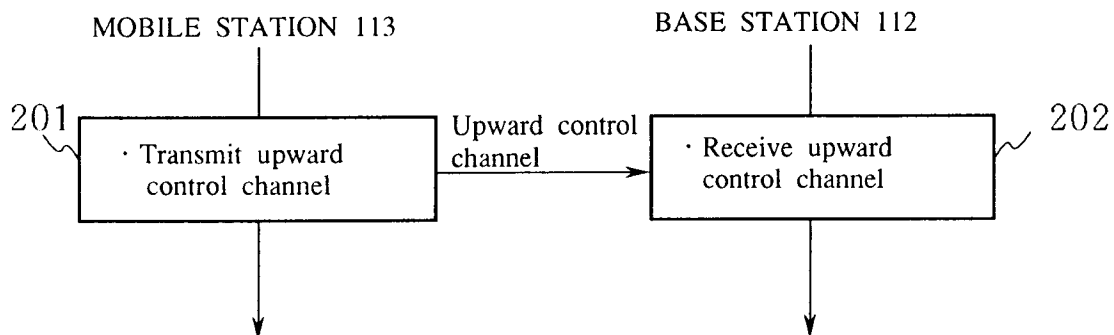 MOBILE STATION 113
BASE STATION 112
201
202
· Transmit upward
control channel
Upward control
channel
· Receive upward
control channel